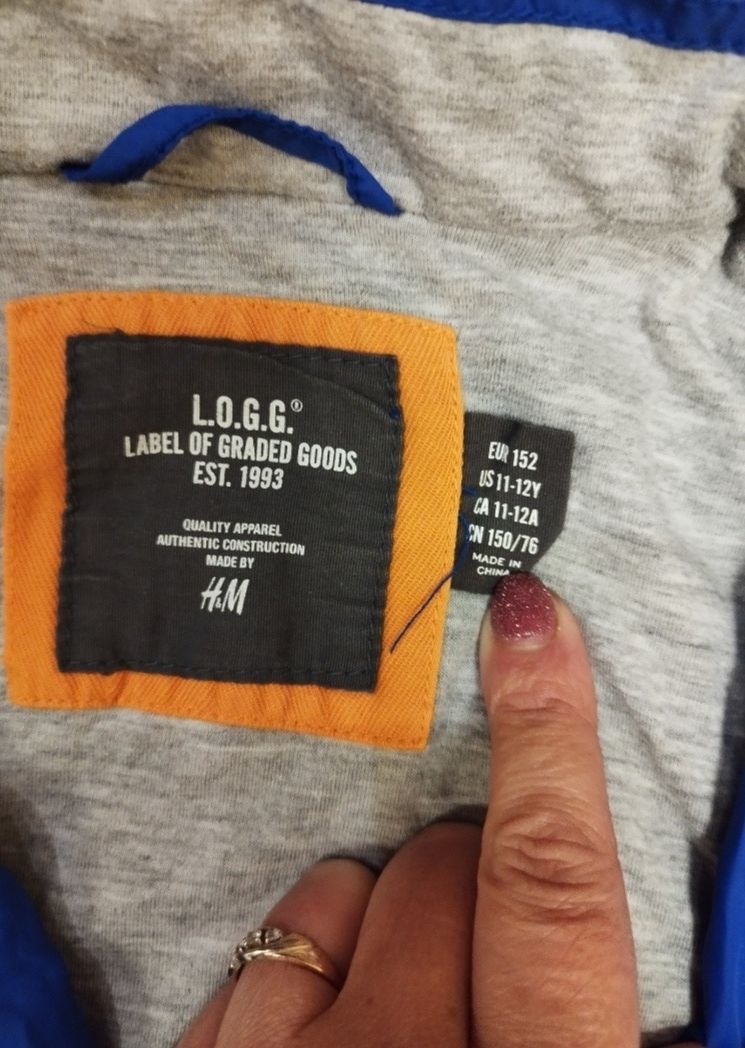 L.O.G.G.®
LABEL OF GRADED GOODS
EST. 1993
QUALITY APPAREL
AUTHENTIC CONSTRUCTION
MADE BY
H&M
EUR 152
US 11-12Y
CA 11-12A
CN 150/76
MADE IN
CHINA